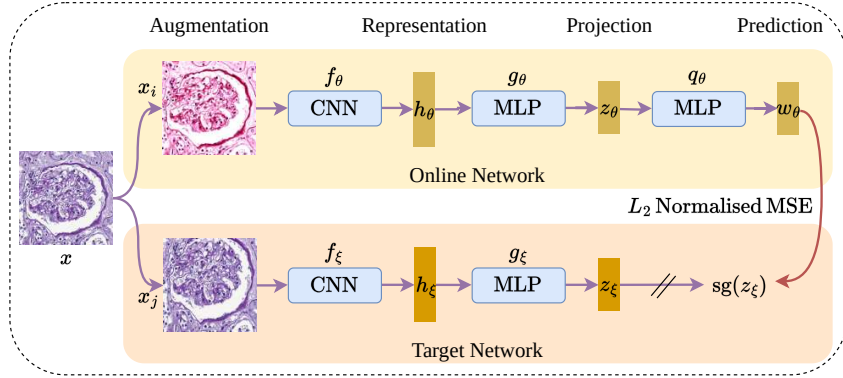 Augmentation Representation Projection Prediction
x_i f_θ g_θ q_θ
CNN h_θ MLP z_θ MLP w_θ
Online Network
L₂ Normalised MSE
x
x_j f_ξ g_ξ
CNN h_ξ MLP z_ξ sg(z_ξ)
Target Network